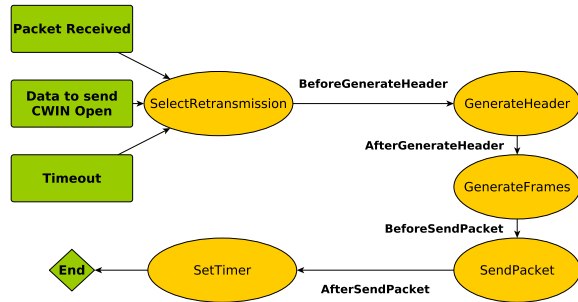 Packet Received
Data to send
CWIN Open
Timeout
SelectRetransmission
BeforeGenerateHeader
GenerateHeader
AfterGenerateHeader
GenerateFrames
BeforeSendPacket
SendPacket
AfterSendPacket
SetTimer
End